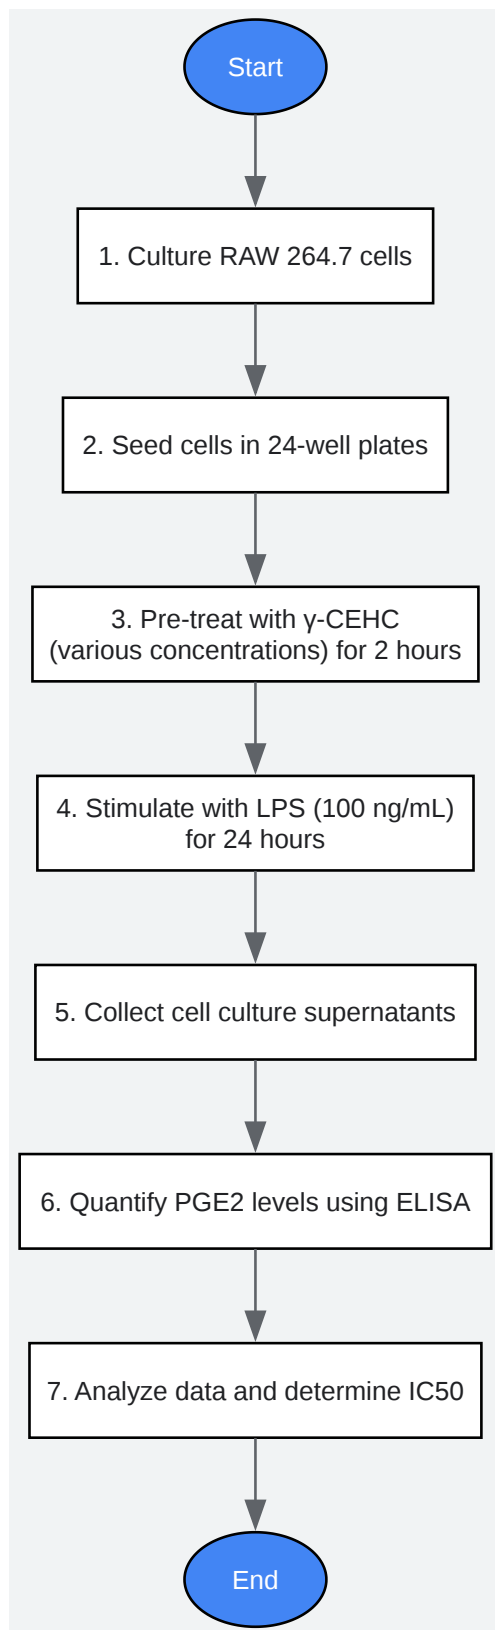 Start
1. Culture RAW 264.7 cells
2. Seed cells in 24-well plates
3. Pre-treat with γ-CEHC
(various concentrations) for 2 hours
4. Stimulate with LPS (100 ng/mL)
for 24 hours
5. Collect cell culture supernatants
6. Quantify PGE2 levels using ELISA
7. Analyze data and determine IC50
End